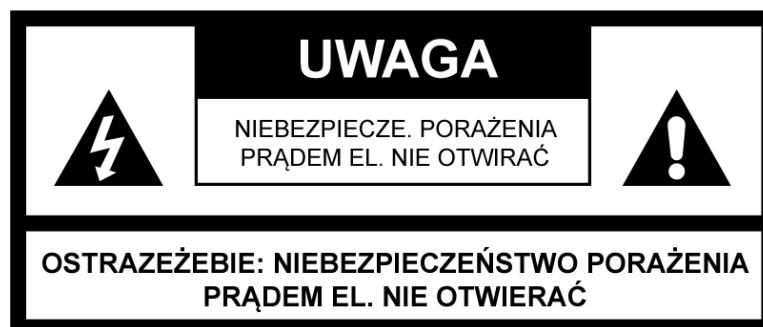 UWAGA
NIEBEZPIECZE. PORAŻENIA
PRĄDEM EL. NIE OTWIRAĆ
OSTRAZEŻEBIE: NIEBEZPIECZEŃSTWO PORAŻENIA
PRĄDEM EL. NIE OTWIERAĆ